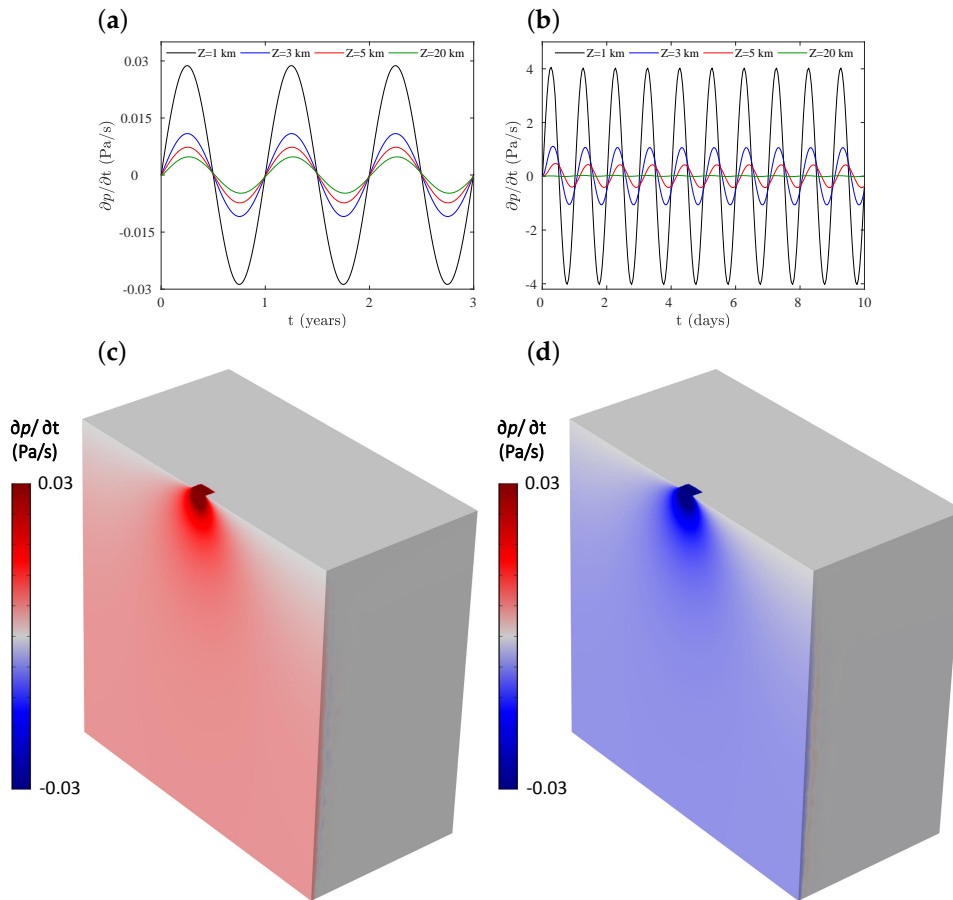 (a)
Z=1 km Z=3 km Z=5 km Z=20 km
0.03
0.015
0
-0.015
-0.03
∂p/∂t (Pa/s)
0 1 2 3
t (years)
(b)
Z=1 km Z=3 km Z=5 km Z=20 km
4
2
0
-2
-4
∂p/∂t (Pa/s)
0 2 4 6 8 10
t (days)
(c)
∂p/ ∂t
(Pa/s)
0.03
-0.03
(d)
∂p/ ∂t
(Pa/s)
0.03
-0.03